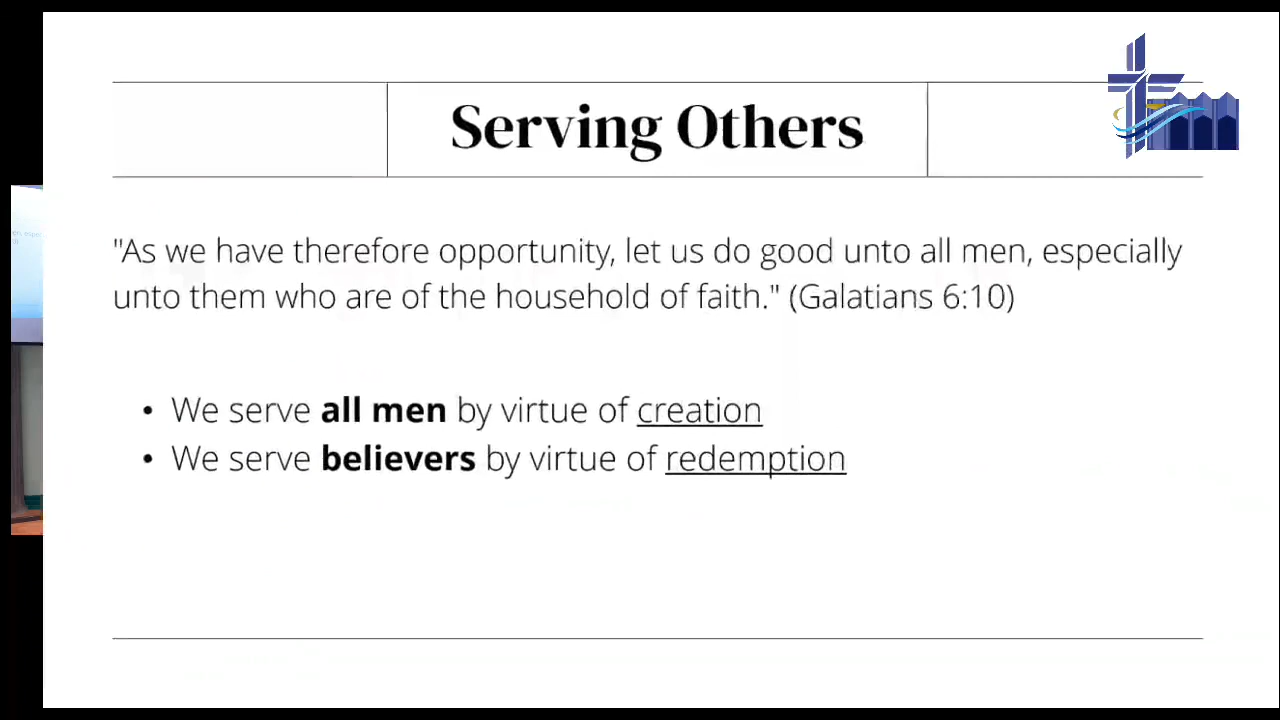 Serving Others
"As we have therefore opportunity, let us do good unto all men, especially
unto them who are of the household of faith." (Galatians 6:10)
• We serve all men by virtue of creation
• We serve believers by virtue of redemption